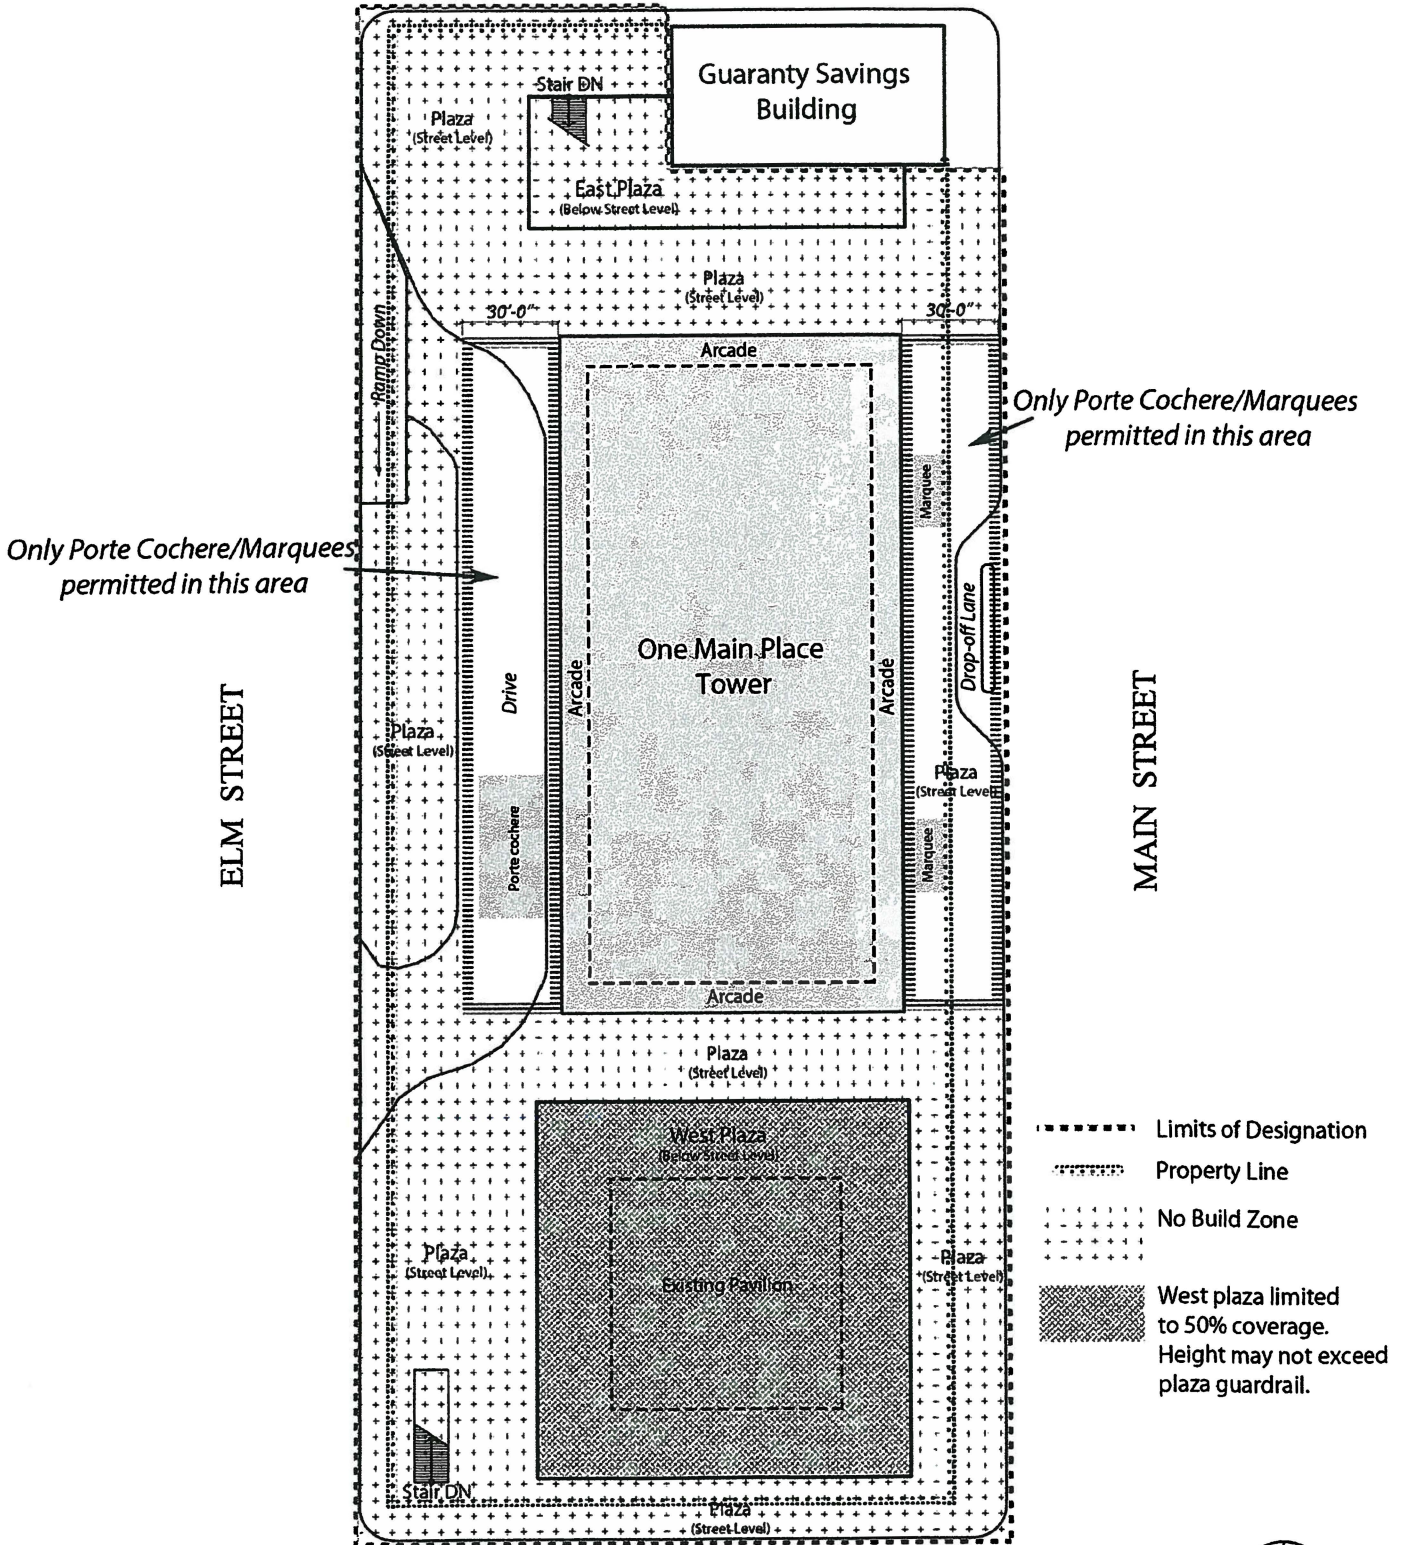 Guaranty Savings
Building
Stair DN
Plaza
(Street Level)
East Plaza
(Below Street Level)
Plaza
(Street Level)
30'-0"
30'-0"
Arcade
Ramp Down
Only Porte Cochere/Marquees
permitted in this area
Marquee
Only Porte Cochere/Marquees
permitted in this area
Drop-off Lane
One Main Place
Tower
Arcade
Arcade
Drive
ELM STREET
MAIN STREET
Plaza
(Street Level)
Plaza
(Street Level)
Porte cochere
Marquee
Arcade
Plaza
(Street Level)
West Plaza
(Below Street Level)
Limits of Designation
Property Line
No Build Zone
Plaza
(Street Level)
Existing Pavilion
Plaza
(Street Level)
West plaza limited
to 50% coverage.
Height may not exceed
plaza guardrail.
Stair DN
Plaza
(Street Level)